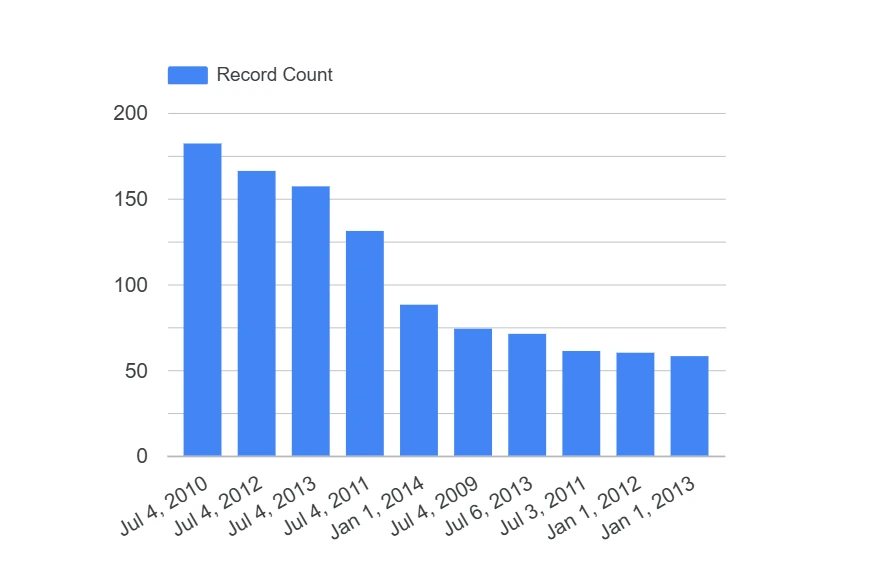 Record Count
200
150
100
50
0
Jul 4, 2010
Jul 4, 2012
Jul 4, 2013
Jul 4, 2011
Jan 1, 2014
Jul 4, 2009
Jul 6, 2013
Jul 3, 2011
Jan 1, 2012
Jan 1, 2013